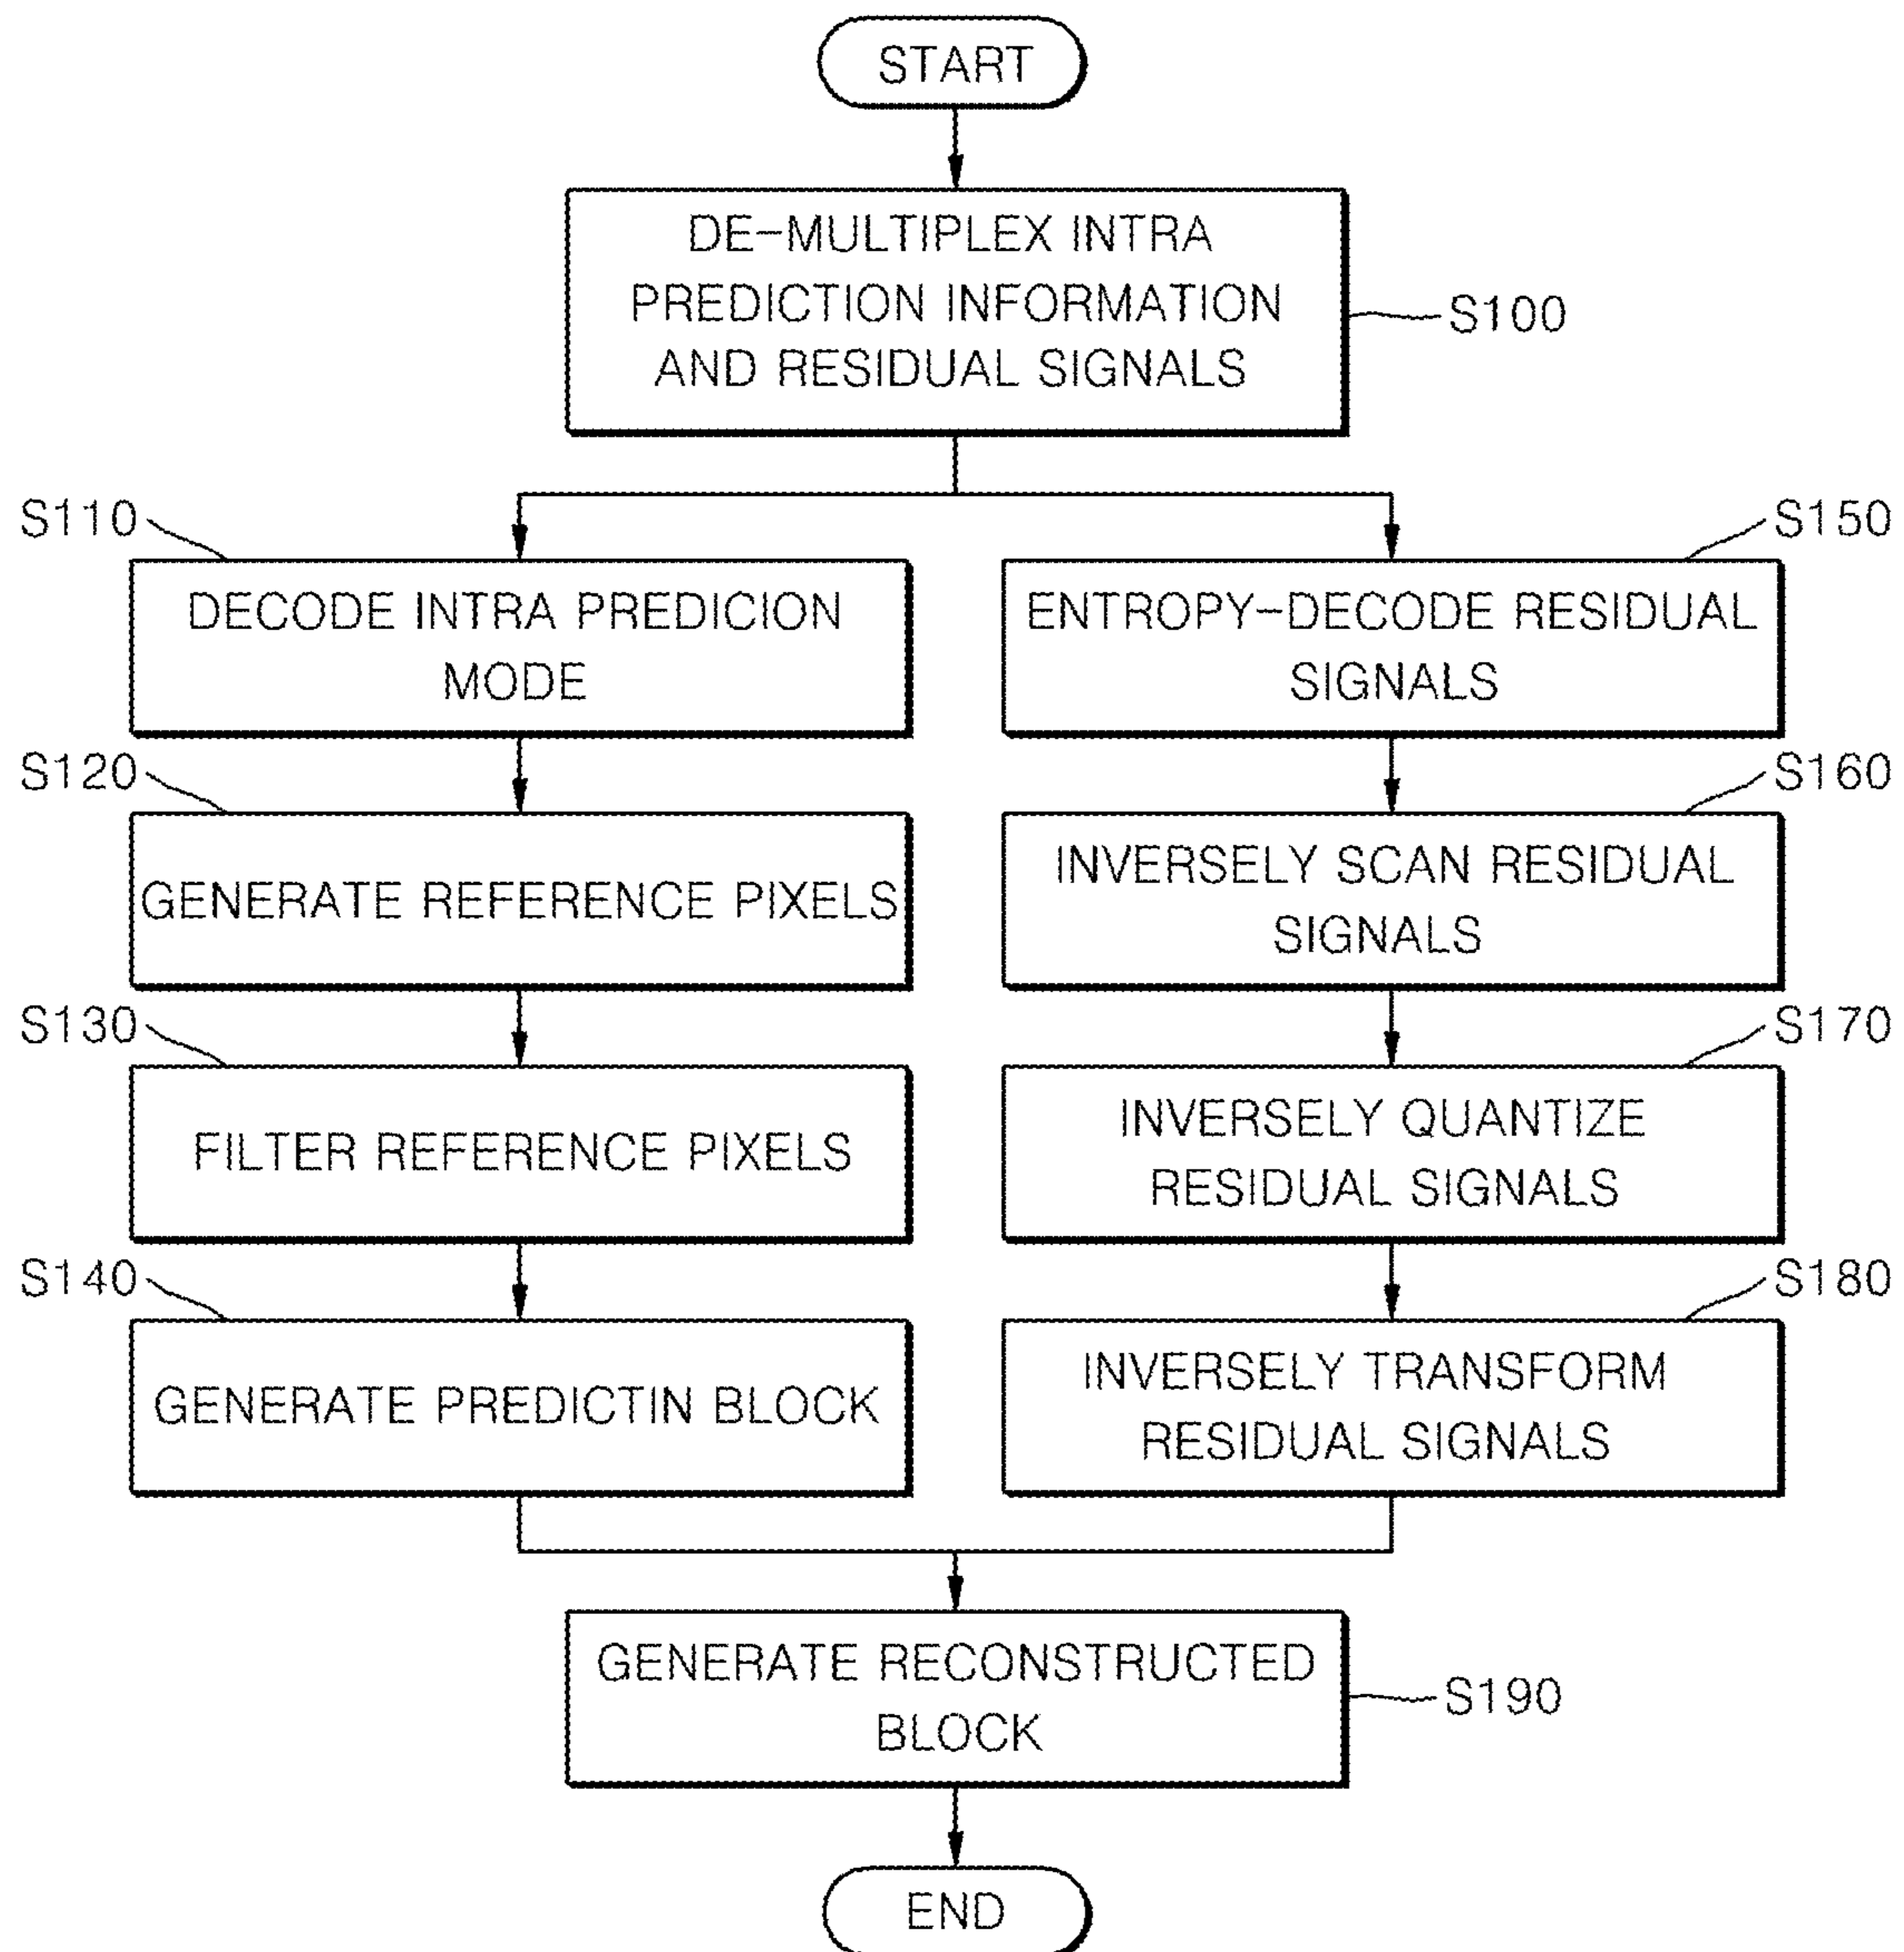 START
DE-MULTIPLEX INTRA
PREDICTION INFORMATION
AND RESIDUAL SIGNALS
S100
S110
DECODE INTRA PREDICION
MODE
S120
GENERATE REFERENCE PIXELS
S130
FILTER REFERENCE PIXELS
S140
GENERATE PREDICTIN BLOCK
S150
ENTROPY-DECODE RESIDUAL
SIGNALS
S160
INVERSELY SCAN RESIDUAL
SIGNALS
S170
INVERSELY QUANTIZE
RESIDUAL SIGNALS
S180
INVERSELY TRANSFORM
RESIDUAL SIGNALS
GENERATE RECONSTRUCTED
BLOCK
S190
END